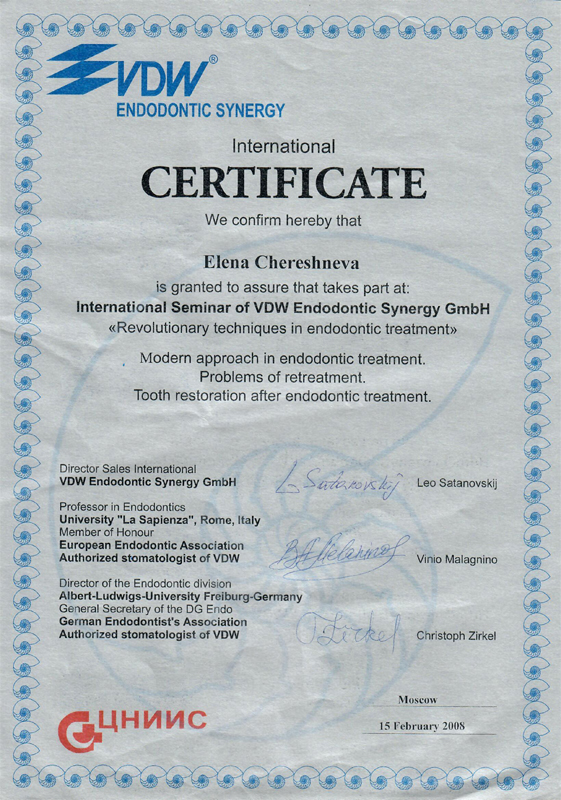 VDW®
ENDODONTIC SYNERGY
International
CERTIFICATE
We confirm hereby that
Elena Chereshneva
is granted to assure that takes part at:
International Seminar of VDW Endodontic Synergy GmbH
«Revolutionary techniques in endodontic treatment»
Modern approach in endodontic treatment.
Problems of retreatment.
Tooth restoration after endodontic treatment.
Director Sales International
VDW Endodontic Synergy GmbH
L Satanovskij
Leo Satanovskij
Professor in Endodontics
University "La Sapienza", Rome, Italy
Member of Honour
European Endodontic Association
Authorized stomatologist of VDW
Vinio Malagnino
Director of the Endodontic division
Albert-Ludwigs-University Freiburg-Germany
General Secretary of the DG Endo
German Endodontist's Association
Authorized stomatologist of VDW
Zirkel
Christoph Zirkel
ЦНИИС
Moscow
15 February 2008